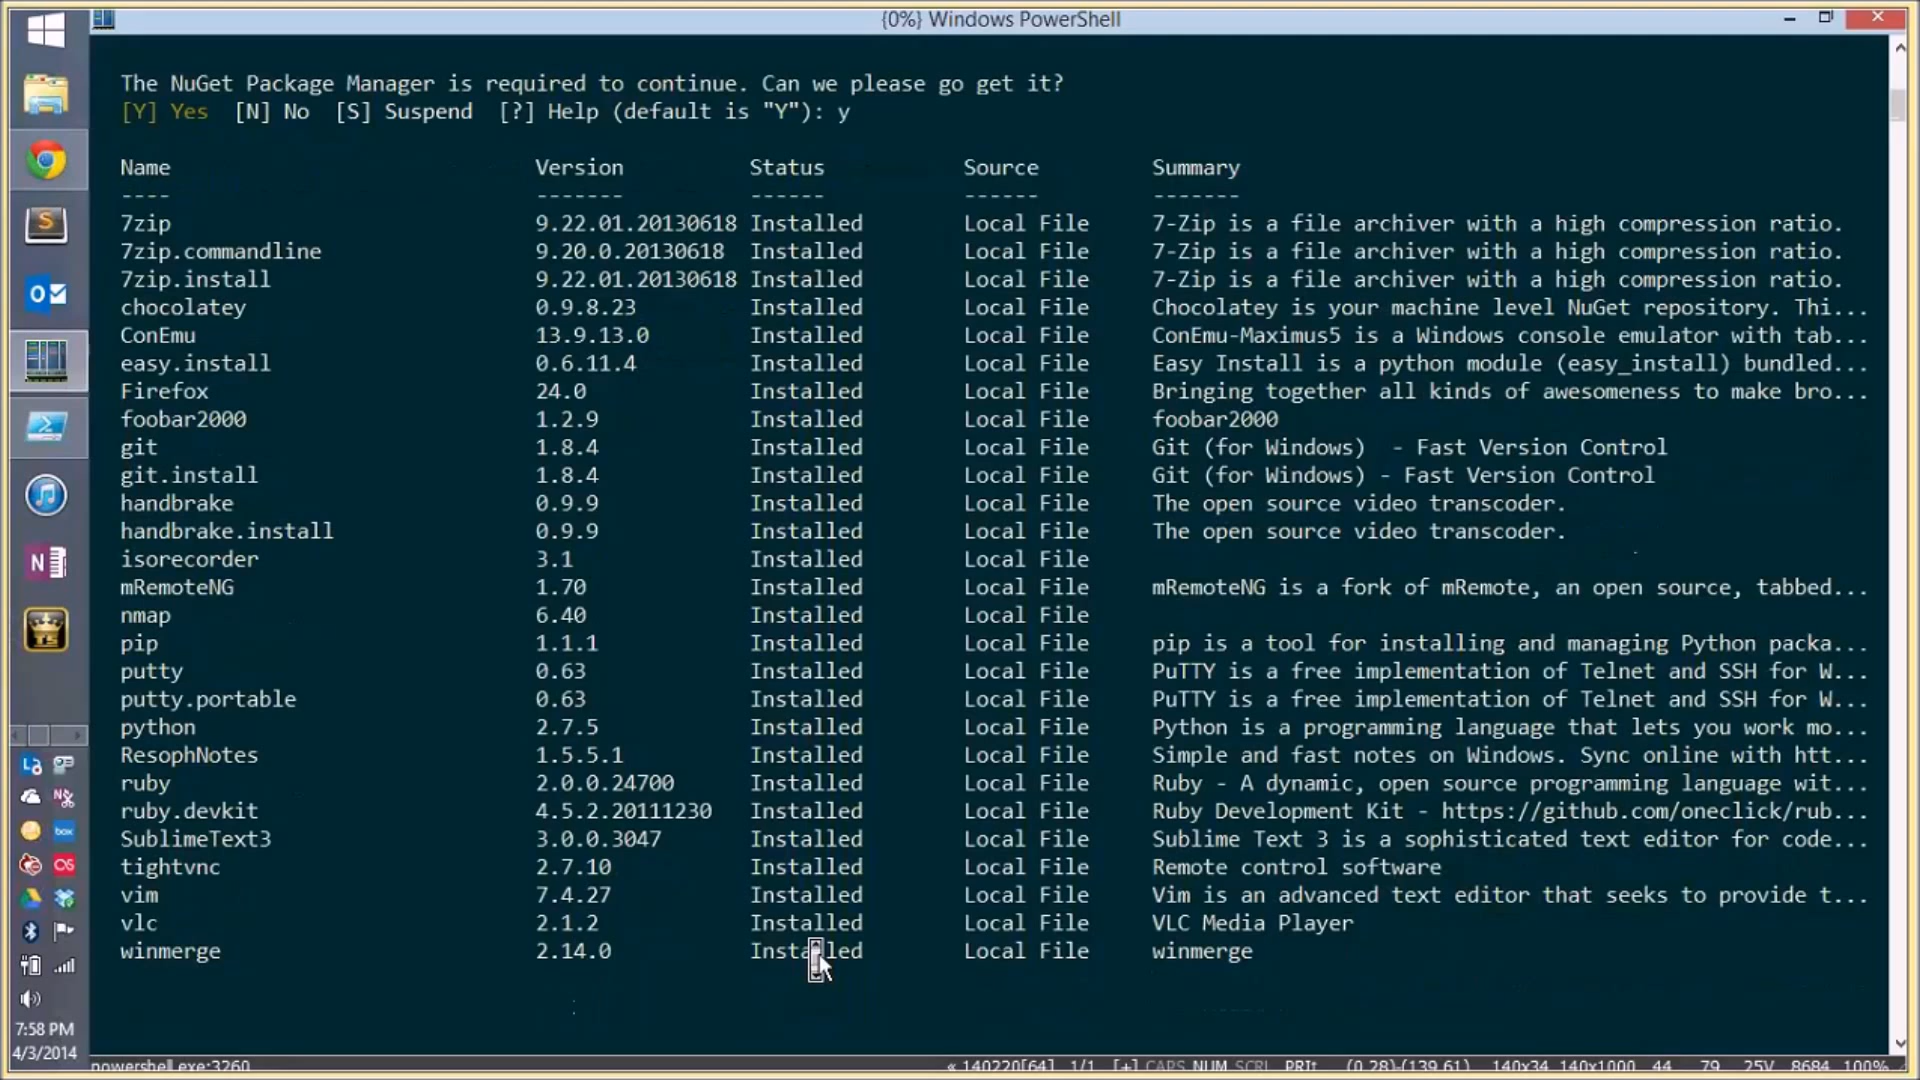 {0%} Windows PowerShell
The NuGet Package Manager is required to continue. Can we please go get it?
[Y] Yes [N] No [S] Suspend [?] Help (default is "Y"): y
Name Version Status Source Summary
---- ------- ------ ------ -------
7zip 9.22.01.20130618 Installed Local File 7-Zip is a file archiver with a high compression ratio.
7zip.commandline 9.20.0.20130618 Installed Local File 7-Zip is a file archiver with a high compression ratio.
7zip.install 9.22.01.20130618 Installed Local File 7-Zip is a file archiver with a high compression ratio.
chocolatey 0.9.8.23 Installed Local File Chocolatey is your machine level NuGet repository. Thi...
ConEmu 13.9.13.0 Installed Local File ConEmu-Maximus5 is a Windows console emulator with tab...
easy.install 0.6.11.4 Installed Local File Easy Install is a python module (easy_install) bundled...
Firefox 24.0 Installed Local File Bringing together all kinds of awesomeness to make bro...
foobar2000 1.2.9 Installed Local File foobar2000
git 1.8.4 Installed Local File Git (for Windows)  - Fast Version Control
git.install 1.8.4 Installed Local File Git (for Windows) - Fast Version Control
handbrake 0.9.9 Installed Local File The open source video transcoder.
handbrake.install 0.9.9 Installed Local File The open source video transcoder.
isorecorder 3.1 Installed Local File
mRemoteNG 1.70 Installed Local File mRemoteNG is a fork of mRemote, an open source, tabbed...
nmap 6.40 Installed Local File
pip 1.1.1 Installed Local File pip is a tool for installing and managing Python packa...
putty 0.63 Installed Local File PuTTY is a free implementation of Telnet and SSH for W...
putty.portable 0.63 Installed Local File PuTTY is a free implementation of Telnet and SSH for W...
python 2.7.5 Installed Local File Python is a programming language that lets you work mo...
ResophNotes 1.5.5.1 Installed Local File Simple and fast notes on Windows. Sync online with htt...
ruby 2.0.0.24700 Installed Local File Ruby - A dynamic, open source programming language wit...
ruby.devkit 4.5.2.20111230 Installed Local File Ruby Development Kit - https://github.com/oneclick/rub...
SublimeText3 3.0.0.3047 Installed Local File Sublime Text 3 is a sophisticated text editor for code...
tightvnc 2.7.10 Installed Local File Remote control software
vim 7.4.27 Installed Local File Vim is an advanced text editor that seeks to provide t...
vlc 2.1.2 Installed Local File VLC Media Player
winmerge 2.14.0 Installed Local File winmerge
7:58 PM
4/3/2014
powershell.exe:3260 « 140220[64] 1/1 [+] CAPS NUM SCRL PRI: (0,28)-(139,61) 140x34 140x1000 44 79 25V 8684 100%